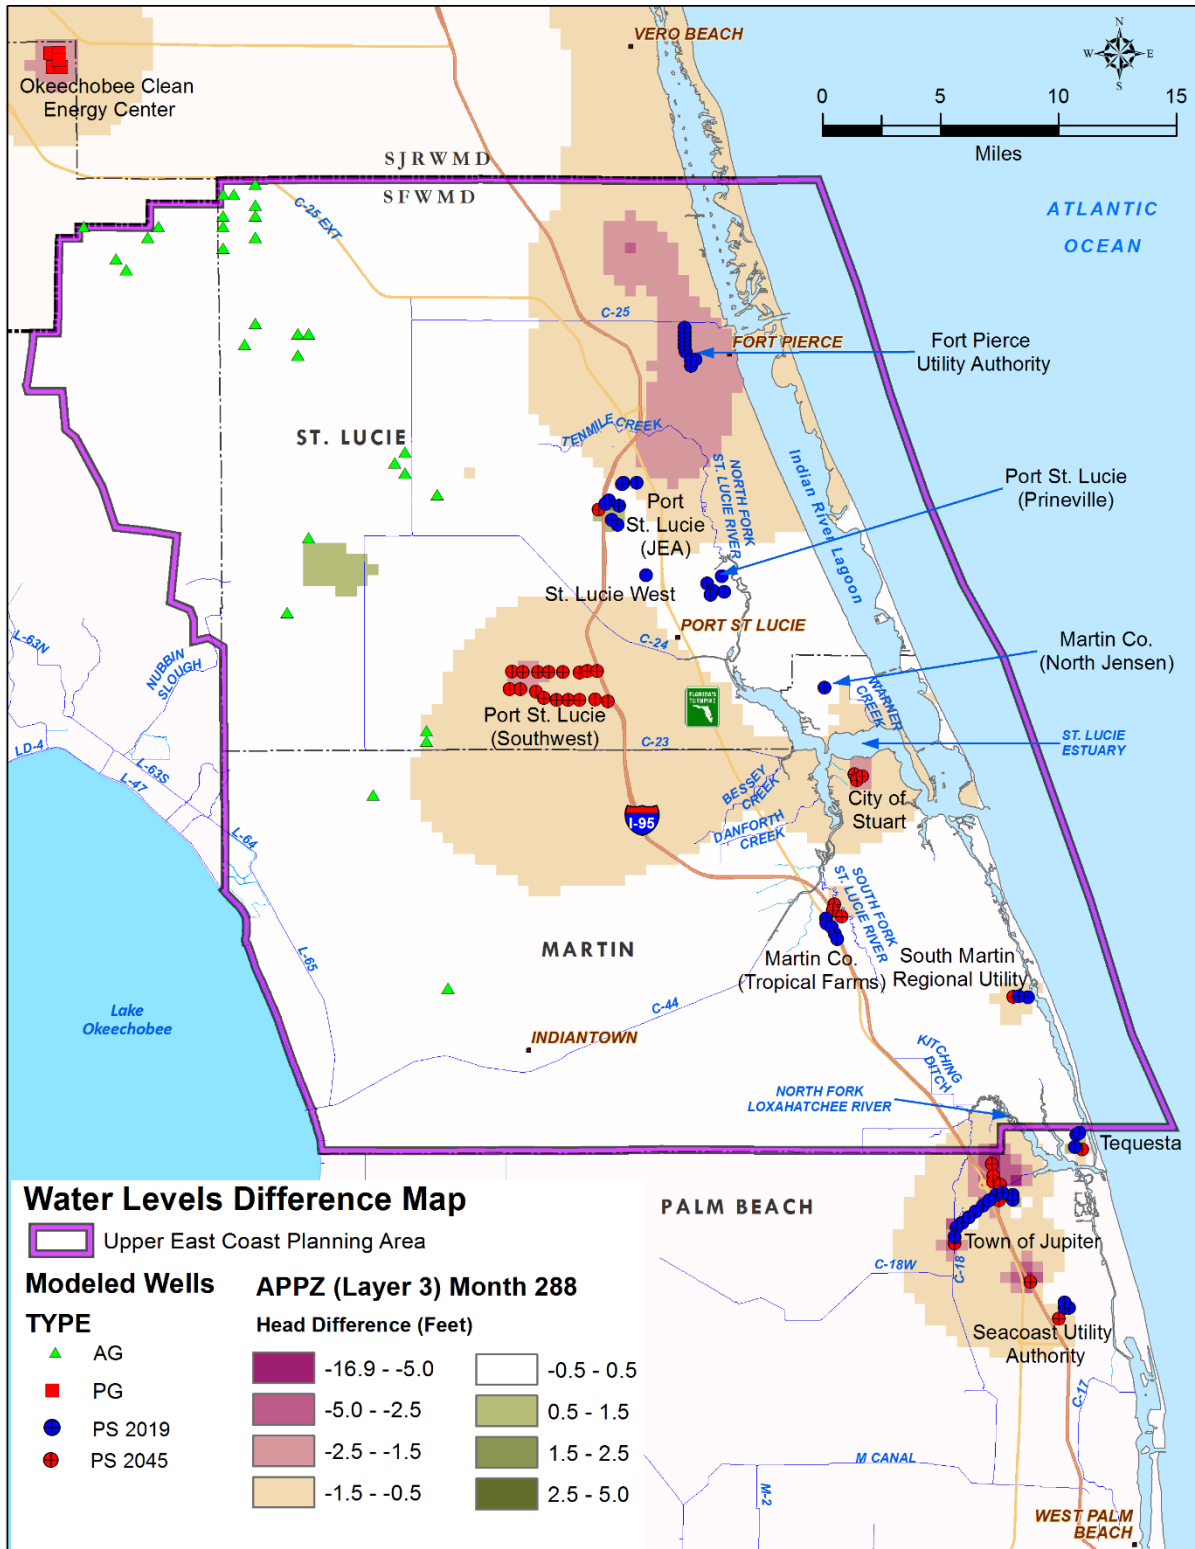 VERO BEACH
N
W
E
S
Okeechobee Clean
Energy Center
0
5
10
15
Miles
SJRWMD
SFWMD
C-25 EXT
ATLANTIC
OCEAN
C-25
FORT PIERCE
Fort Pierce
Utility Authority
ST. LUCIE
TENMILE CREEK
NORTH FORK
ST. LUCIE RIVER
Indian River Lagoon
Port St. Lucie
(Prineville)
Port
St. Lucie
(JEA)
St. Lucie West
PORT ST LUCIE
C-24
L-63N
NUBBIN
SLOUGH
Martin Co.
(North Jensen)
WARNER
CREEK
FLORIDA'S
TURNPIKE
Port St. Lucie
(Southwest)
C-23
ST. LUCIE
ESTUARY
LD-4
L-63S
L-47
BESSEY
CREEK
DANFORTH
CREEK
City of
Stuart
I-95
L-64
SOUTH FORK
ST. LUCIE RIVER
MARTIN
Martin Co.
(Tropical Farms)
South Martin
Regional Utility
L-65
C-44
Lake
Okeechobee
INDIANTOWN
KITCHING
DITCH
NORTH FORK
LOXAHATCHEE RIVER
Tequesta
PALM BEACH
Town of Jupiter
C-18W
C-18
Seacoast Utility
Authority
C-17
M CANAL
M-2
WEST PALM
BEACH
Water Levels Difference Map
Upper East Coast Planning Area
Modeled Wells
TYPE
AG
PG
PS 2019
PS 2045
APPZ (Layer 3) Month 288
Head Difference (Feet)
-16.9 - -5.0
-5.0 - -2.5
-2.5 - -1.5
-1.5 - -0.5
-0.5 - 0.5
0.5 - 1.5
1.5 - 2.5
2.5 - 5.0